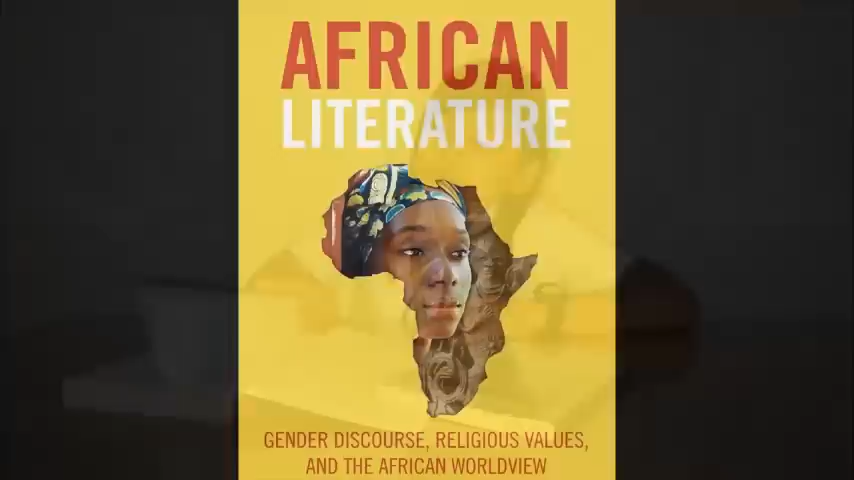 AFRICAN
LITERATURE
GENDER DISCOURSE, RELIGIOUS VALUES,
AND THE AFRICAN WORLDVIEW